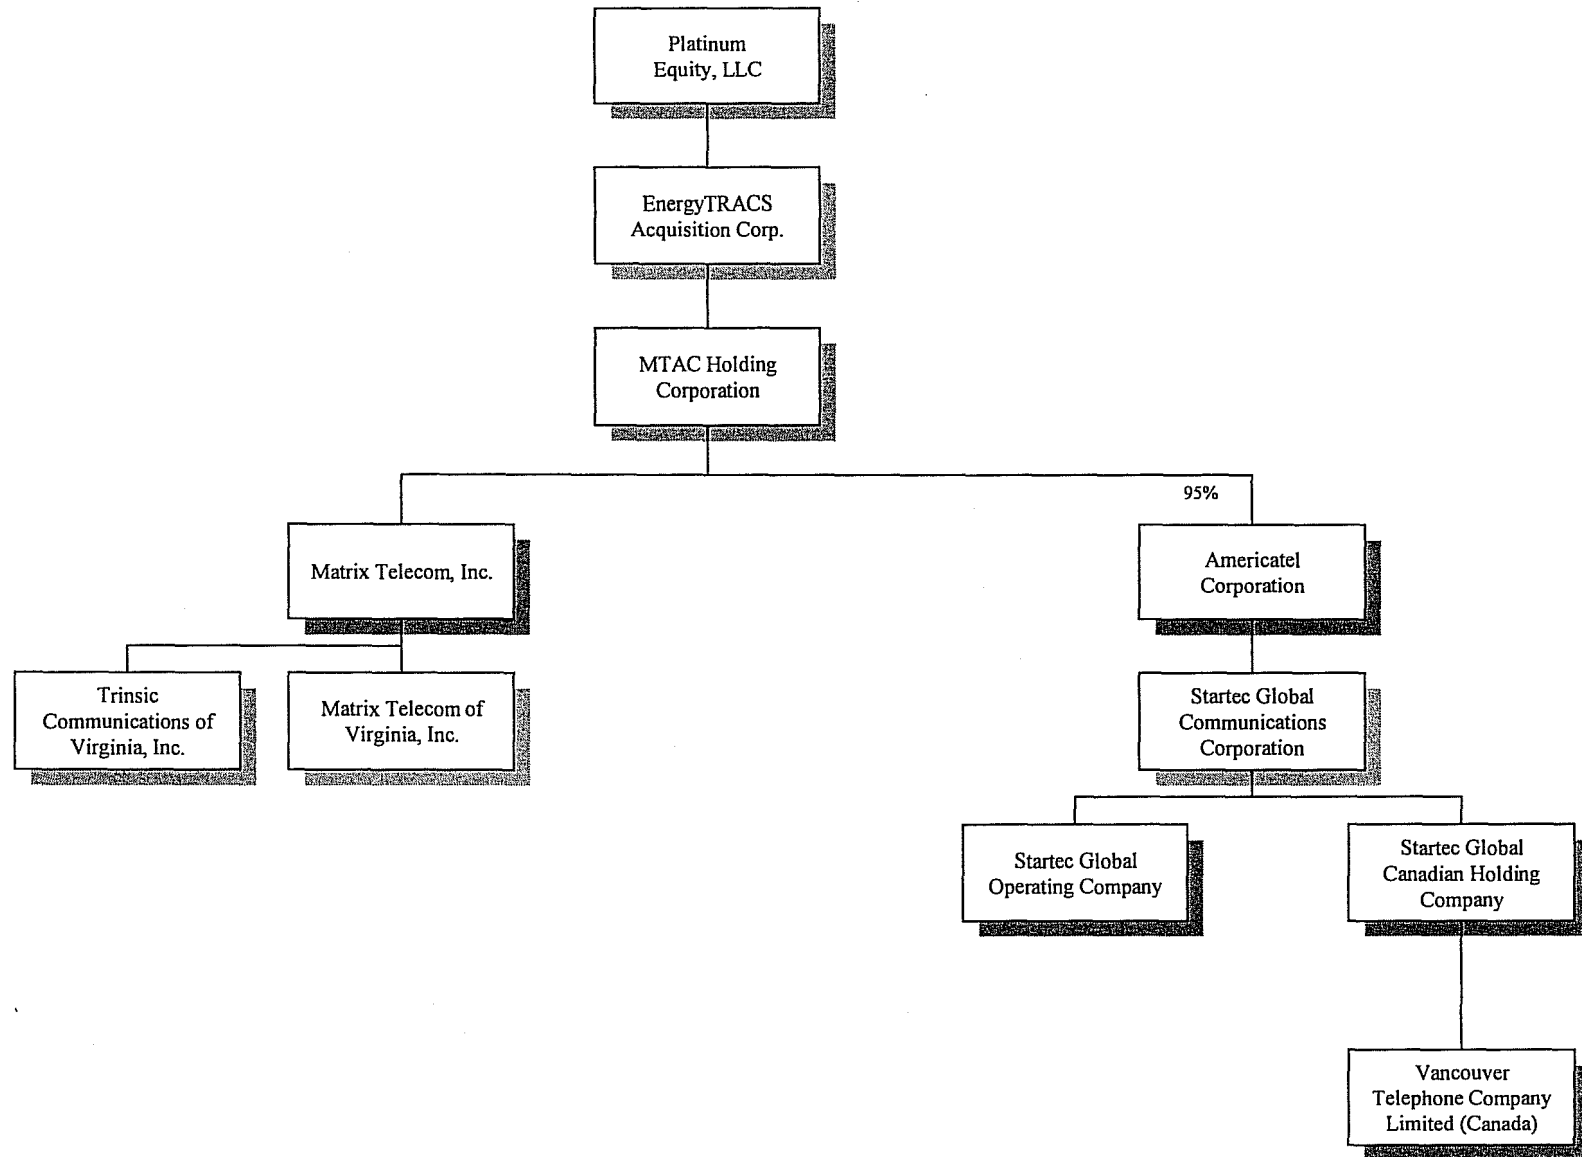 Platinum
Equity, LLC
EnergyTRACS
Acquisition Corp.
MTAC Holding
Corporation
95%
Matrix Telecom, Inc.
Americatel
Corporation
Trinsic
Communications of
Virginia, Inc.
Matrix Telecom of
Virginia, Inc.
Startec Global
Communications
Corporation
Startec Global
Operating Company
Startec Global
Canadian Holding
Company
Vancouver
Telephone Company
Limited (Canada)